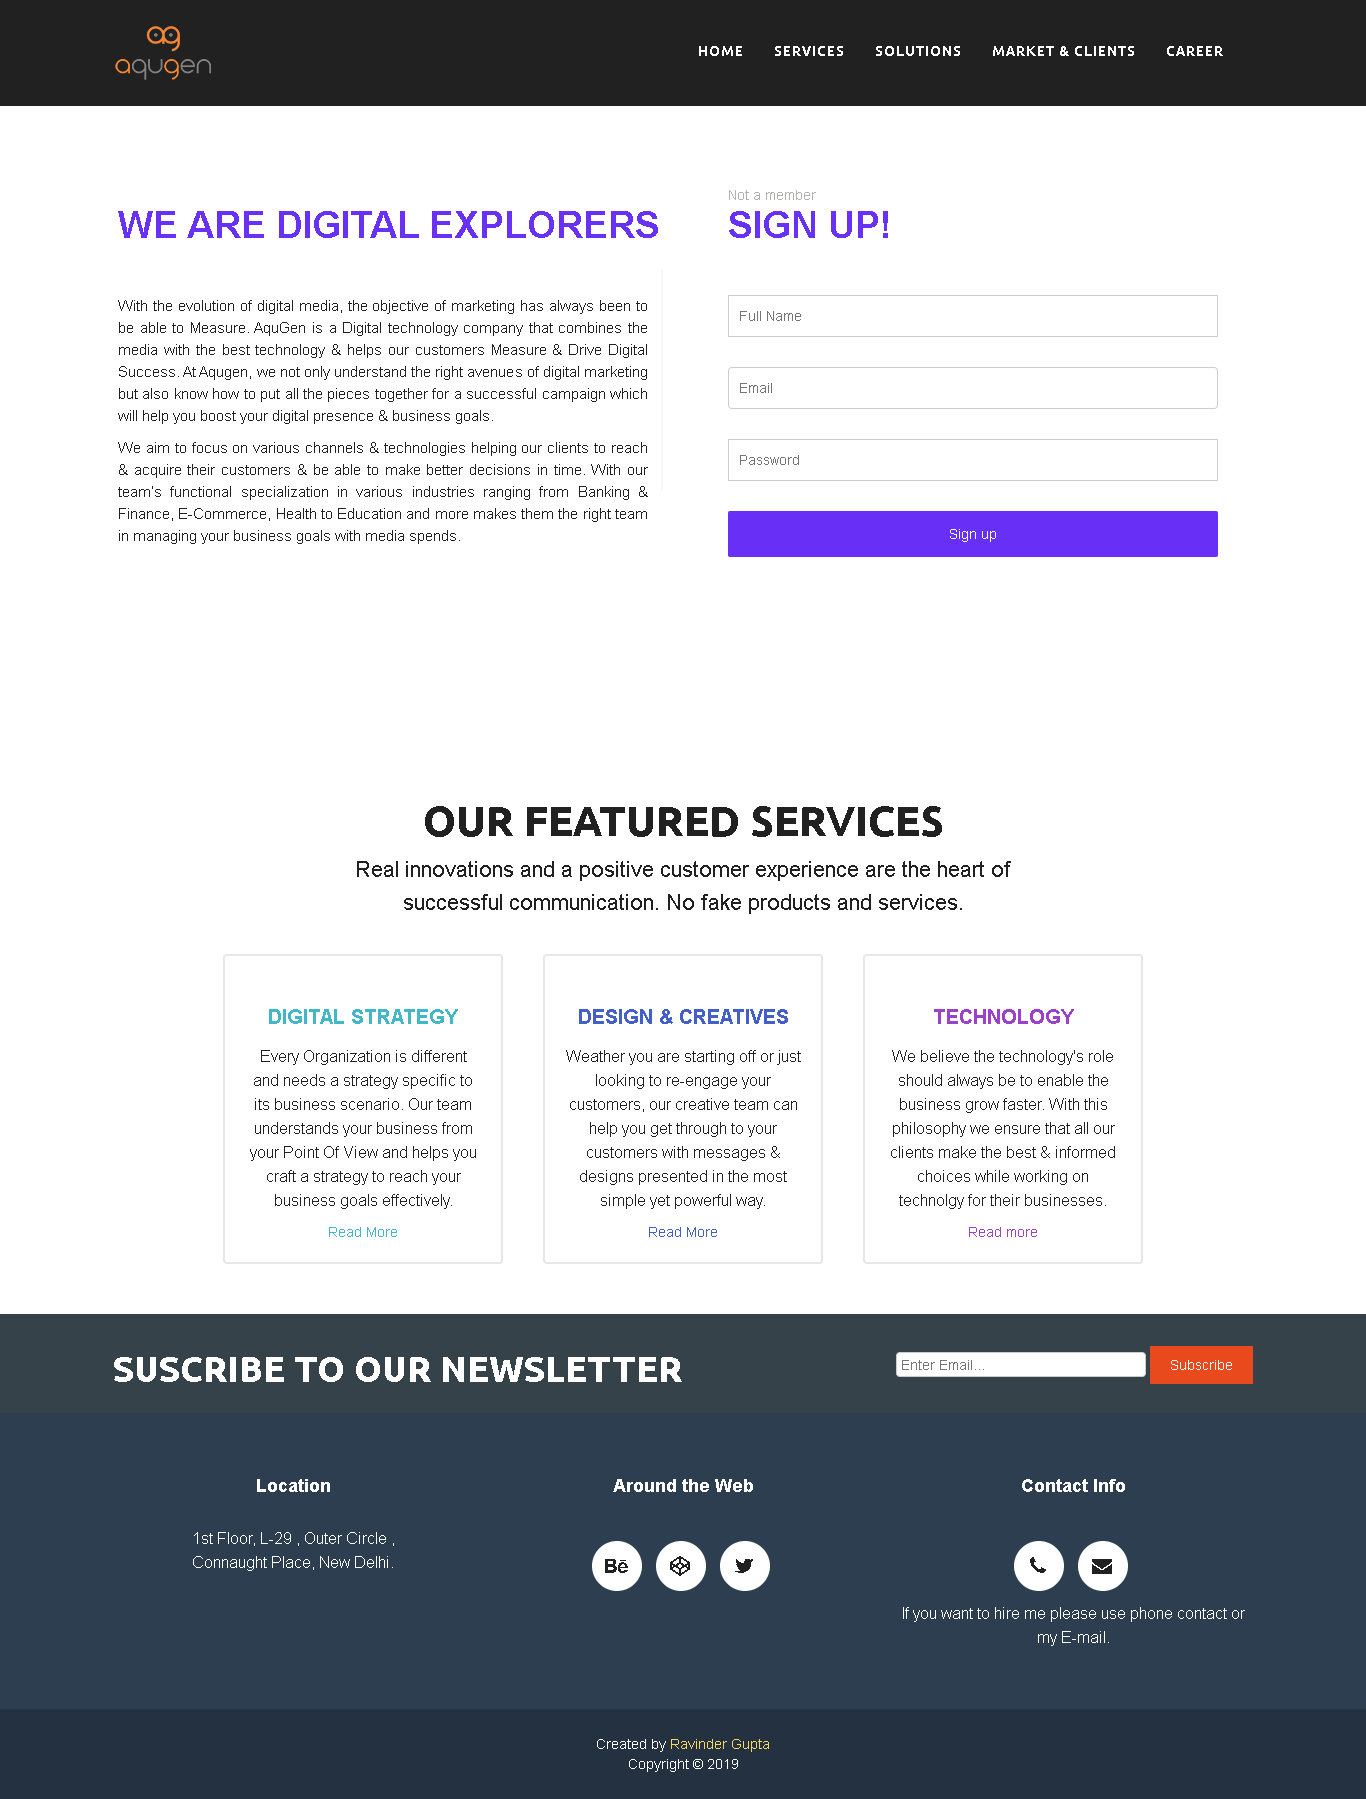 aqugen
HOME SERVICES SOLUTIONS MARKET & CLIENTS CAREER
WE ARE DIGITAL EXPLORERS
With the evolution of digital media, the objective of marketing has always been to
be able to Measure. AquGen is a Digital technology company that combines the
media with the best technology & helps our customers Measure & Drive Digital
Success. At Aqugen, we not only understand the right avenues of digital marketing
but also know how to put all the pieces together for a successful campaign which
will help you boost your digital presence & business goals.
We aim to focus on various channels & technologies helping our clients to reach
& acquire their customers & be able to make better decisions in time. With our
team's functional specialization in various industries ranging from Banking &
Finance, E-Commerce, Health to Education and more makes them the right team
in managing your business goals with media spends.
Not a member
SIGN UP!
Full Name
Email
Password
Sign up
OUR FEATURED SERVICES
Real innovations and a positive customer experience are the heart of
successful communication. No fake products and services.
DIGITAL STRATEGY
Every Organization is different
and needs a strategy specific to
its business scenario. Our team
understands your business from
your Point Of View and helps you
craft a strategy to reach your
business goals effectively.
Read More
DESIGN & CREATIVES
Weather you are starting off or just
looking to re-engage your
customers, our creative team can
help you get through to your
customers with messages &
designs presented in the most
simple yet powerful way.
Read More
TECHNOLOGY
We believe the technology's role
should always be to enable the
business grow faster. With this
philosophy we ensure that all our
clients make the best & informed
choices while working on
technolgy for their businesses.
Read more
SUSCRIBE TO OUR NEWSLETTER
Enter Email...
Subscribe
Location
1st Floor, L-29 , Outer Circle ,
Connaught Place, New Delhi.
Around the Web
Bē
Contact Info
If you want to hire me please use phone contact or
my E-mail.
Created by Ravinder Gupta
Copyright © 2019